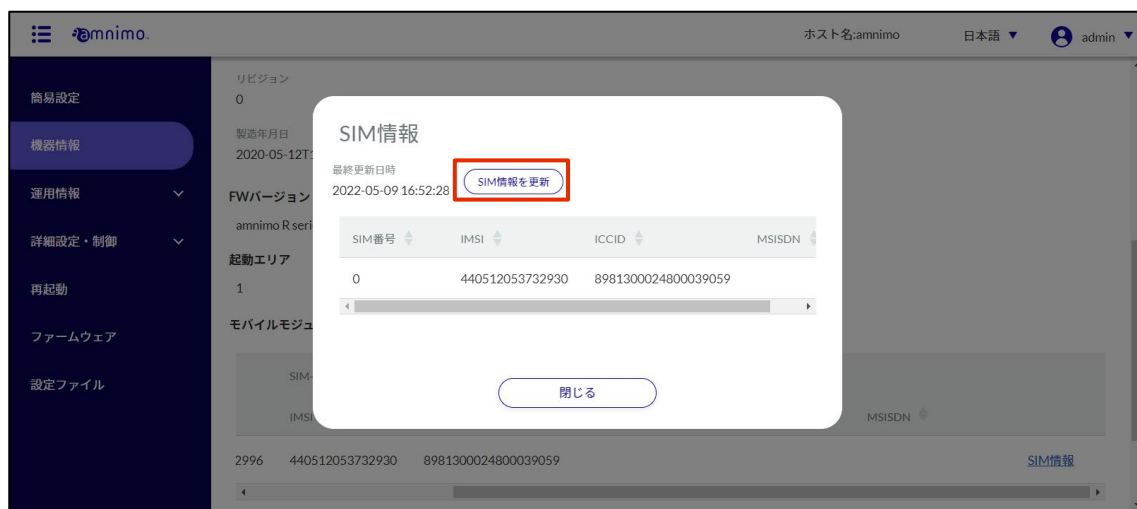 amnimo.
ホスト名:amnimo 日本語 ▼ admin ▼
簡易設定
機器情報
運用情報
詳細設定・制御
再起動
ファームウェア
設定ファイル
リビジョン
0
製造年月日
2020-05-12T
FWバージョン
amnimo R seri
起動エリア
1
モバイルモジュ
SIM情報
最終更新日時
2022-05-09 16:52:28 SIM情報を更新
SIM番号 IMSI ICCID MSISDN
0 440512053732930 8981300024800039059
閉じる
SIM-
IMSI MSISDN
2996 440512053732930 8981300024800039059 SIM情報